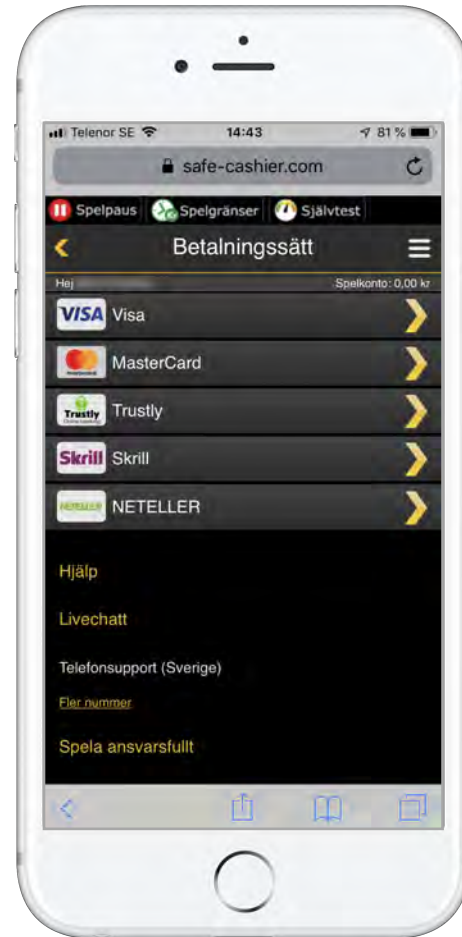 Telenor SE 14:43 81 %
safe-cashier.com
Spelpaus Spelgränser Självtest
Betalningssätt
Hej Spelkonto: 0,00 kr
VISA Visa
MasterCard
Trustly Trustly
Skrill Skrill
NETELLER NETELLER
Hjälp
Livechatt
Telefonsupport (Sverige)
Fler nummer
Spela ansvarsfullt